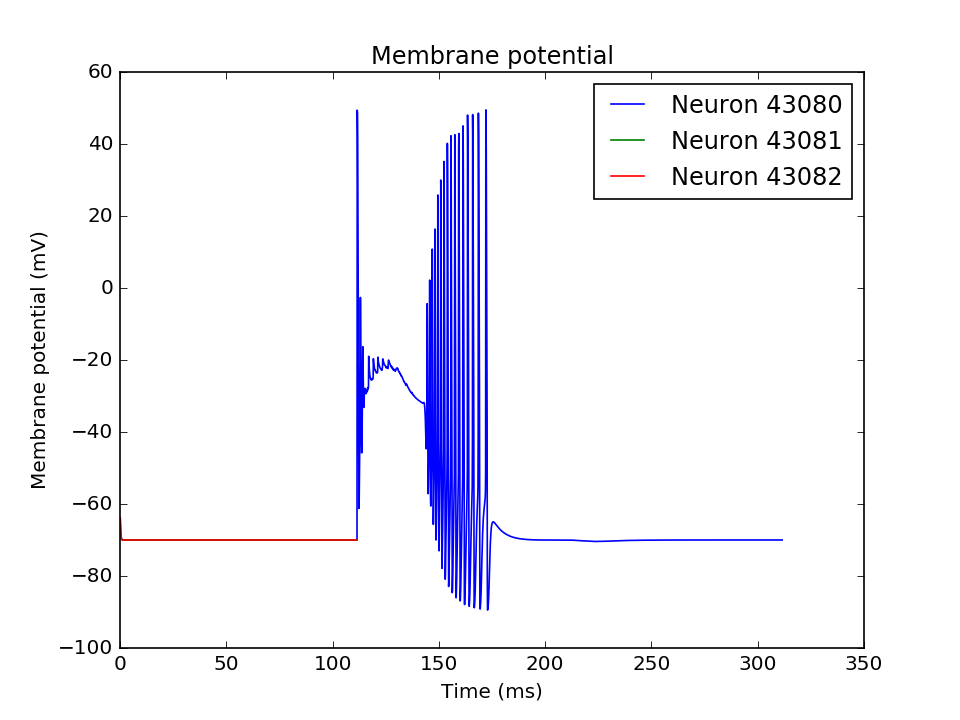 Membrane potential
60
40
20
0
−20
−40
−60
−80
−100
Membrane potential (mV)
Neuron 43080
Neuron 43081
Neuron 43082
0 50 100 150 200 250 300 350
Time (ms)